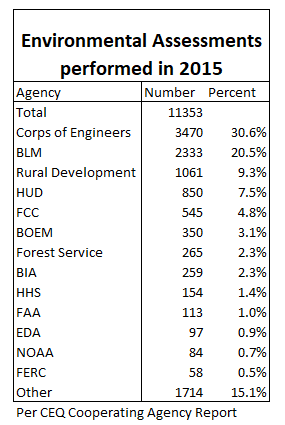 Environmental Assessments
performed in 2015
Agency Number Percent
Total 11353
Corps of Engineers 3470 30.6%
BLM 2333 20.5%
Rural Development 1061 9.3%
HUD 850 7.5%
FCC 545 4.8%
BOEM 350 3.1%
Forest Service 265 2.3%
BIA 259 2.3%
HHS 154 1.4%
FAA 113 1.0%
EDA 97 0.9%
NOAA 84 0.7%
FERC 58 0.5%
Other 1714 15.1%
Per CEQ Cooperating Agency Report